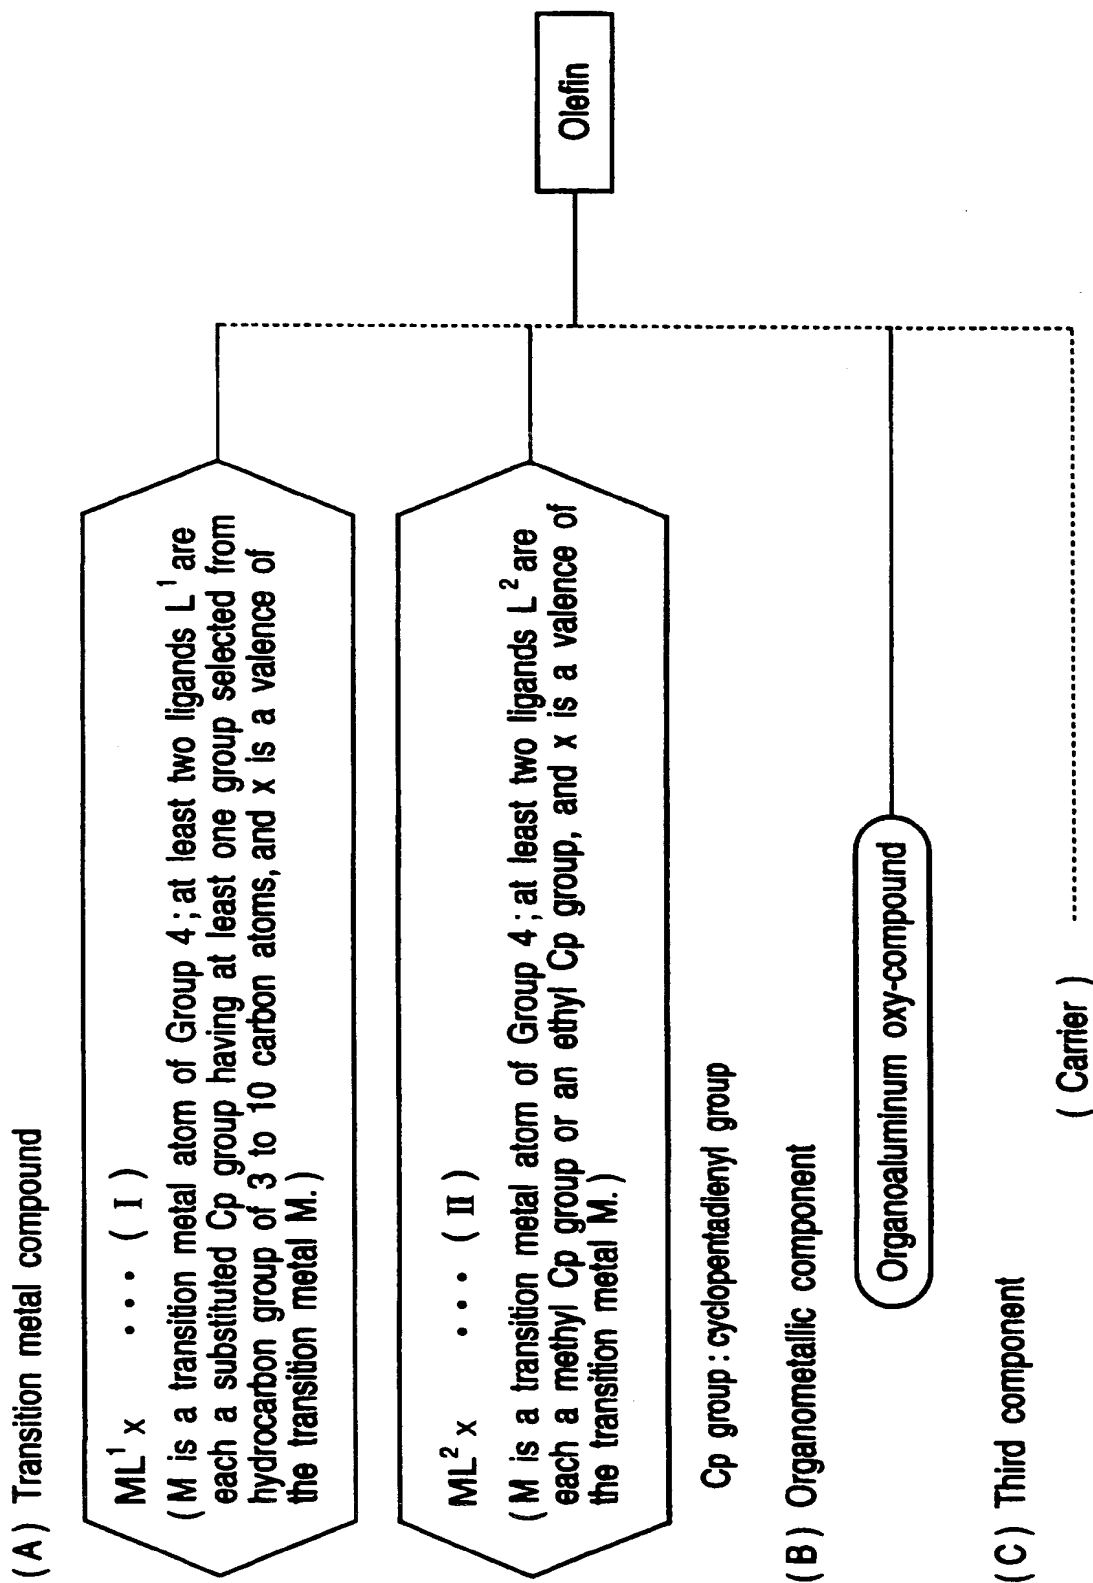 ( A ) Transition metal compound
ML¹ x ··· ( I )
( M is a transition metal atom of Group 4 ; at least two ligands L¹ are
each a substituted Cp group having at least one group selected from
hydrocarbon group of 3 to 10 carbon atoms, and x is a valence of
the transition metal M. )
ML² x ··· ( II )
( M is a transition metal atom of Group 4 ; at least two ligands L² are
each a methyl Cp group or an ethyl Cp group, and x is a valence of
the transition metal M. )
Cp group : cyclopentadienyl group
( B ) Organometallic component
Organoaluminum oxy-compound
( C ) Third component
( Carrier )
Olefin